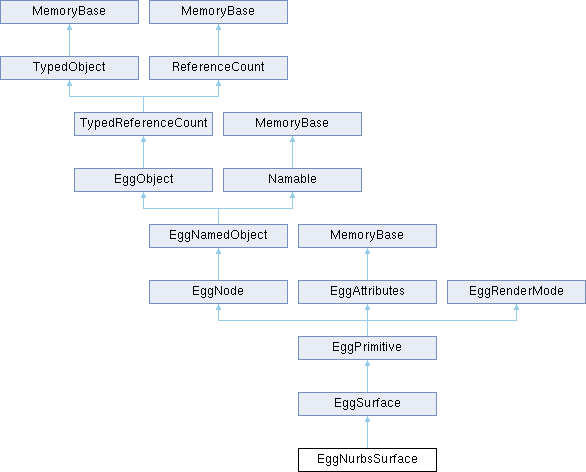 MemoryBase
MemoryBase
TypedObject
ReferenceCount
TypedReferenceCount
MemoryBase
EggObject
Namable
EggNamedObject
MemoryBase
EggNode
EggAttributes
EggRenderMode
EggPrimitive
EggSurface
EggNurbsSurface